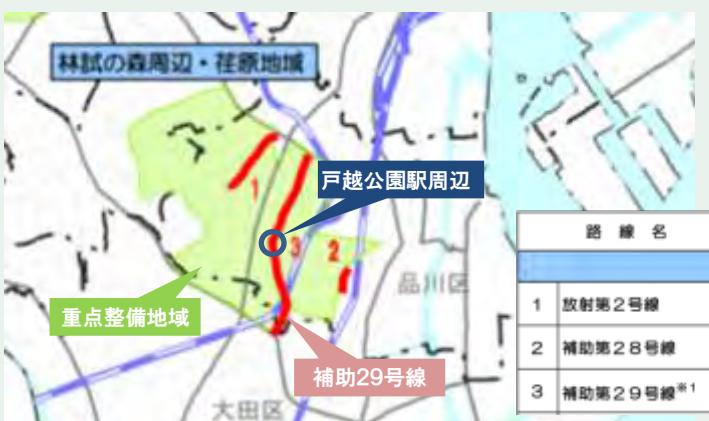 林試の森周辺・荏原地域
戸越公園駅周辺
1
3
2
品川区
重点整備地域
補助29号線
大田区
路線名
1 放射第2号線
2 補助第28号線
3 補助第29号線※1